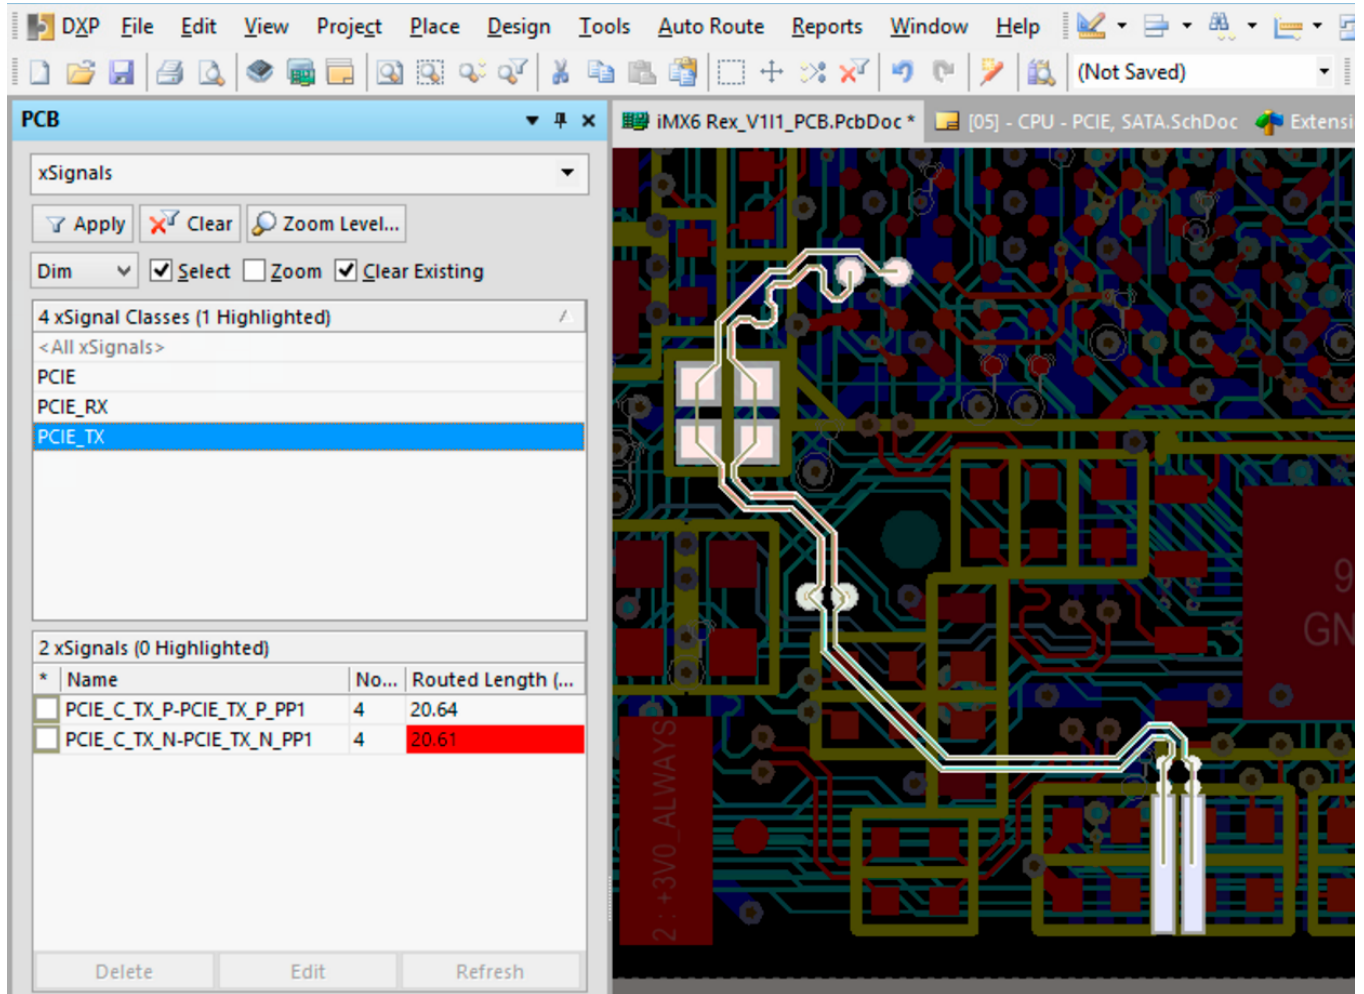 DXP File Edit View Project Place Design Tools Auto Route Reports Window Help
(Not Saved)
PCB
iMX6 Rex_V1I1_PCB.PcbDoc * [05] - CPU - PCIE, SATA.SchDoc Extensi
xSignals
Apply Clear Zoom Level...
Dim Select Zoom Clear Existing
4 xSignal Classes (1 Highlighted)
<All xSignals>
PCIE
PCIE_RX
PCIE_TX
2 xSignals (0 Highlighted)
* Name No... Routed Length (...
PCIE_C_TX_P-PCIE_TX_P_PP1 4 20.64
PCIE_C_TX_N-PCIE_TX_N_PP1 4 20.61
Delete Edit Refresh
9
GN
2 : +3V0_ALWAYS